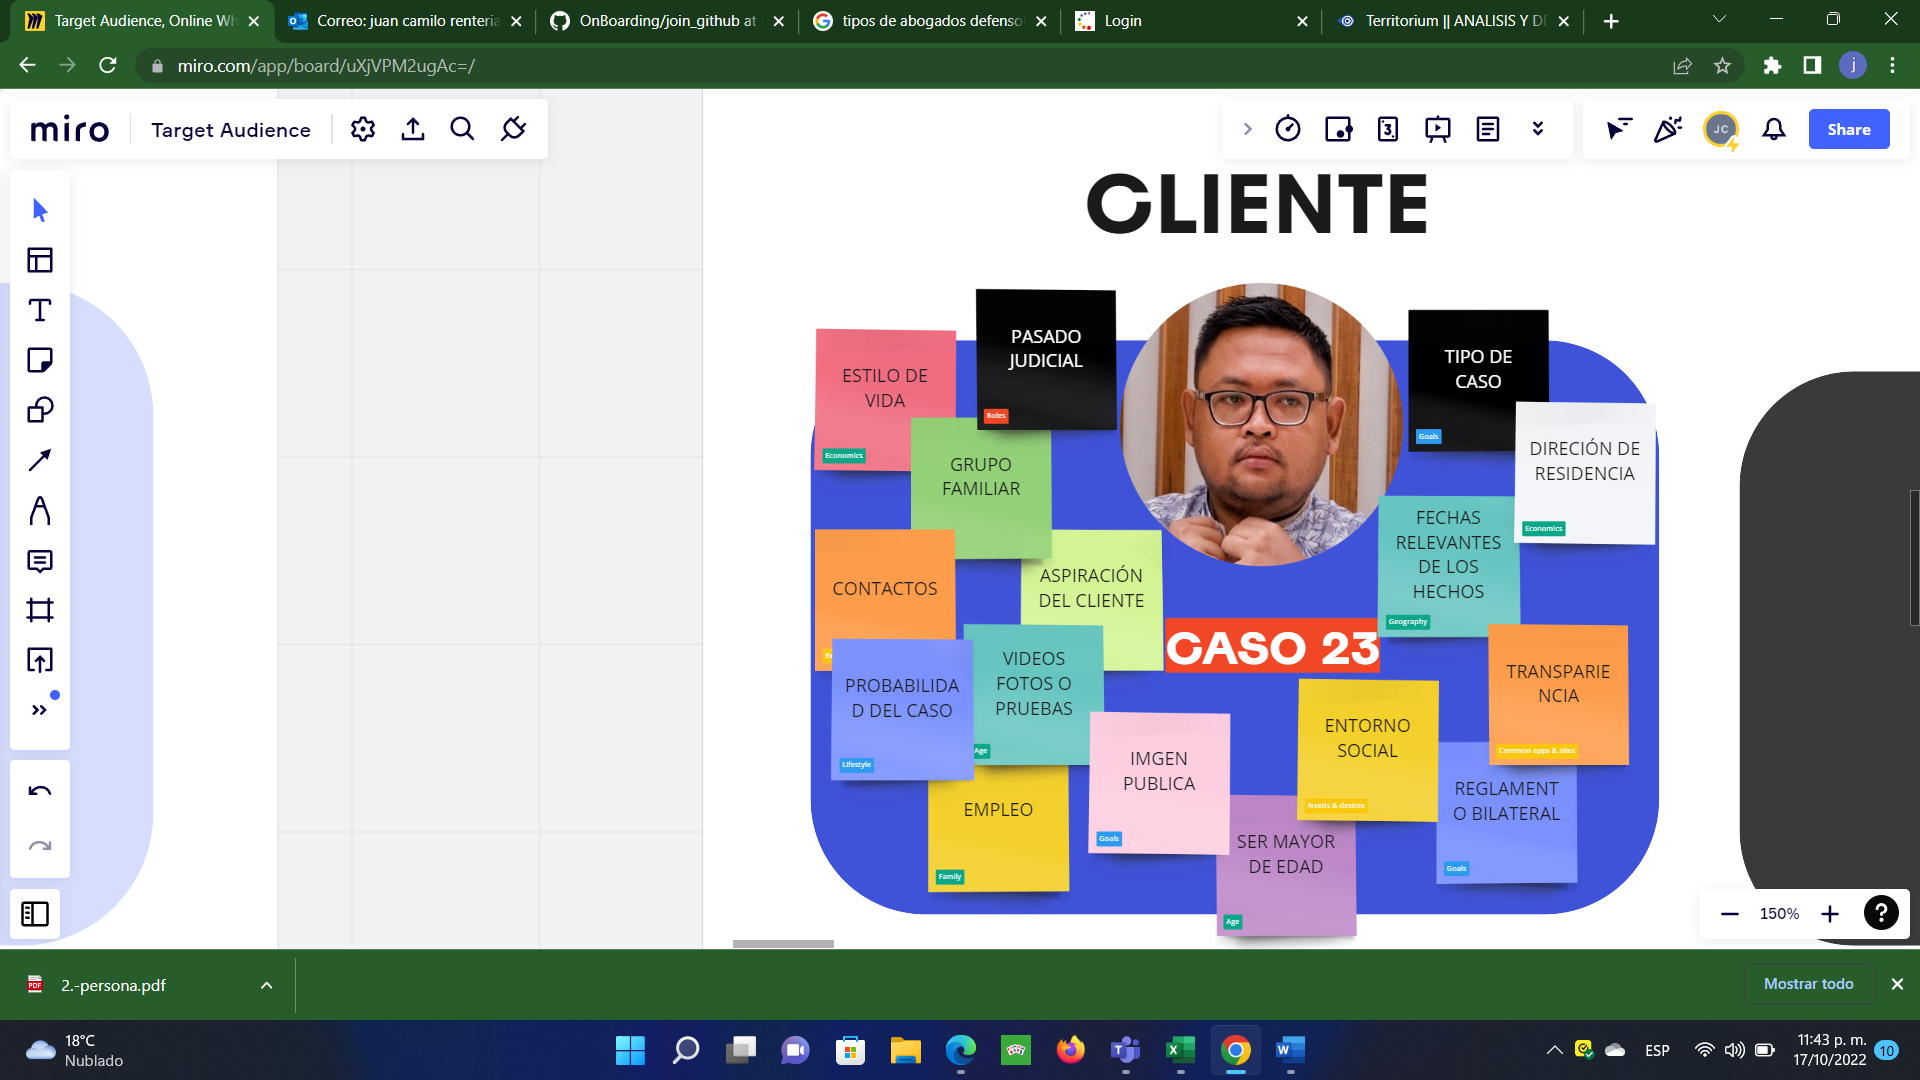 Target Audience, Online Wh
Correo: juan camilo renteria
OnBoarding/join_github at
tipos de abogados defenso
Login
Territorium || ANALISIS Y DE
miro.com/app/board/uXjVPM2ugAc=/
j
miro
Target Audience
3
JC
Share
CLIENTE
PASADO
JUDICIAL
Roles
ESTILO DE
VIDA
Economics
TIPO DE
CASO
Goals
DIRECIÓN DE
RESIDENCIA
Economics
GRUPO
FAMILIAR
FECHAS
RELEVANTES
DE LOS
HECHOS
Geography
CONTACTOS
ASPIRACIÓN
DEL CLIENTE
CASO 23
PROBABILIDA
D DEL CASO
Lifestyle
VIDEOS
FOTOS O
PRUEBAS
Age
TRANSPARIE
NCIA
Common apps & sites
ENTORNO
SOCIAL
Needs & desires
IMGEN
PUBLICA
Goals
REGLAMENT
O BILATERAL
Goals
EMPLEO
Family
SER MAYOR
DE EDAD
Age
150%
?
PDF
2.-persona.pdf
Mostrar todo
18°C
Nublado
ESP
11:43 p. m.
17/10/2022
10